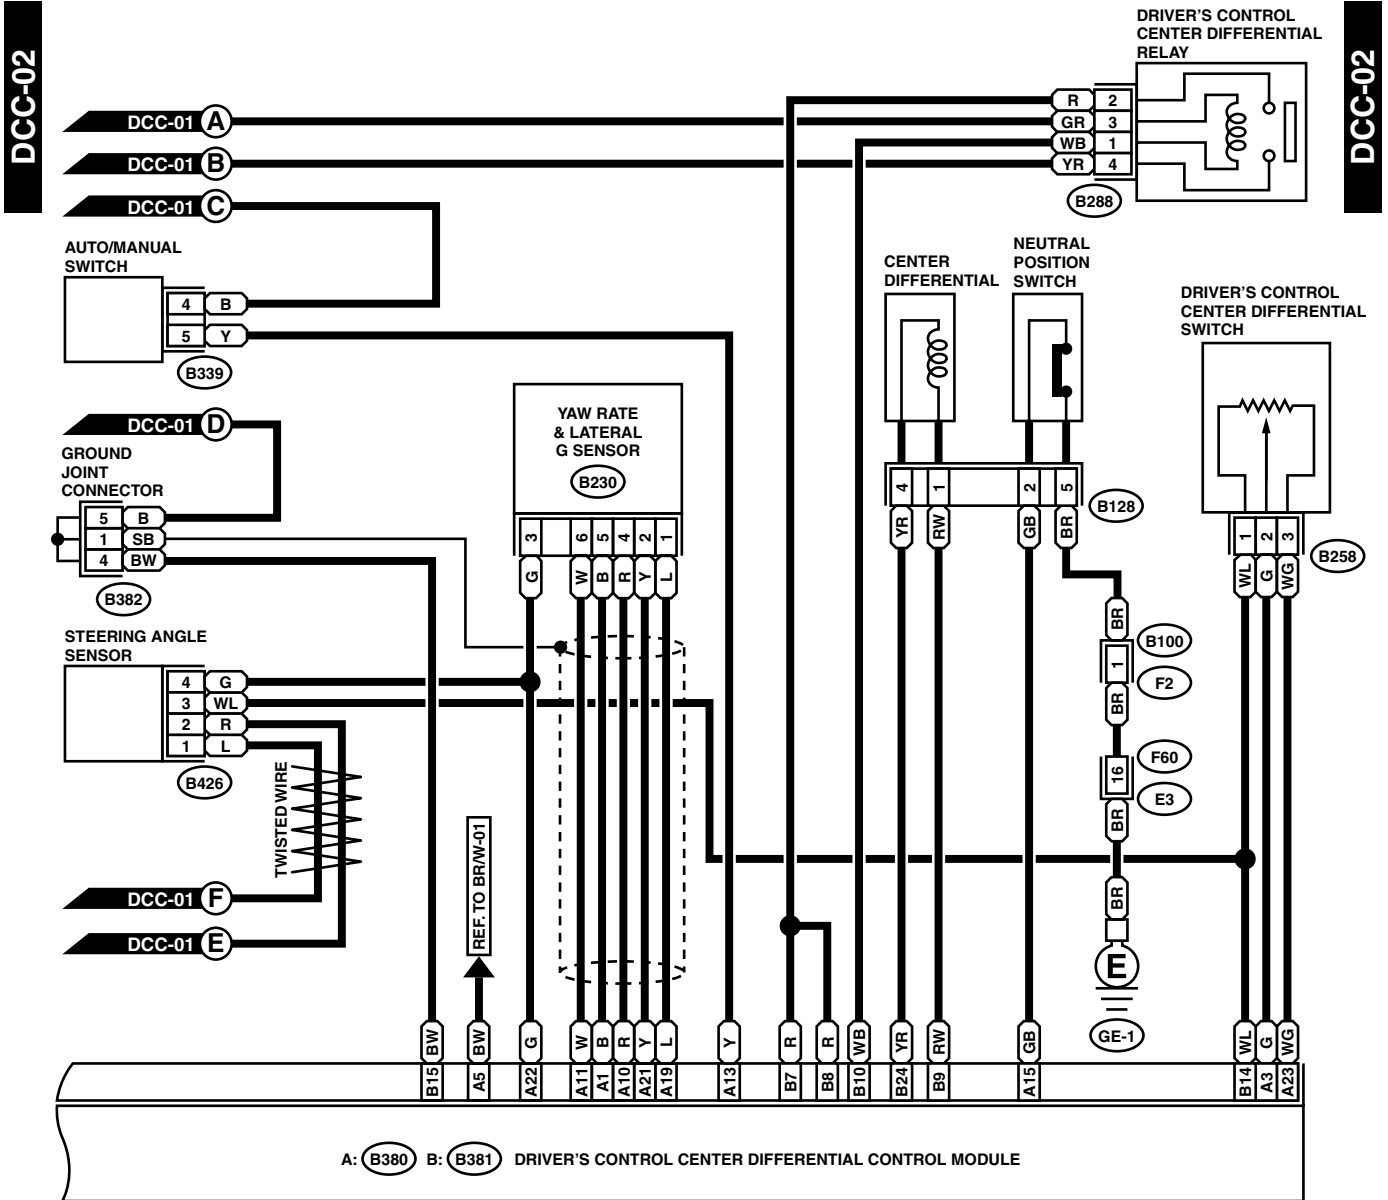 DCC-02
DCC-02
DRIVER'S CONTROL
CENTER DIFFERENTIAL
RELAY
DCC-01 A
DCC-01 B
DCC-01 C
R 2
GR 3
WB 1
YR 4
B288
AUTO/MANUAL
SWITCH
4 B
5 Y
B339
CENTER
DIFFERENTIAL
NEUTRAL
POSITION
SWITCH
DRIVER'S CONTROL
CENTER DIFFERENTIAL
SWITCH
DCC-01 D
GROUND
JOINT
CONNECTOR
5 B
1 SB
4 BW
B382
YAW RATE
& LATERAL
G SENSOR
B230
3 6 5 4 2 1
G W B R Y L
4 1 2 5
B128
YR RW GB BR
1 2 3
B258
WL G WG
STEERING ANGLE
SENSOR
4 G
3 WL
2 R
1 L
B426
TWISTED WIRE
BR
B100
1
F2
BR
F60
16
E3
BR
BR
E
GE-1
REF. TO BR/W-01
DCC-01 F
DCC-01 E
BW BW G W B R Y L Y R R WB YR RW GB WL G WG
B15 A5 A22 A11 A1 A10 A21 A19 A13 B7 B8 B10 B24 B9 A15 B14 A3 A23
A: B380 B: B381 DRIVER'S CONTROL CENTER DIFFERENTIAL CONTROL MODULE